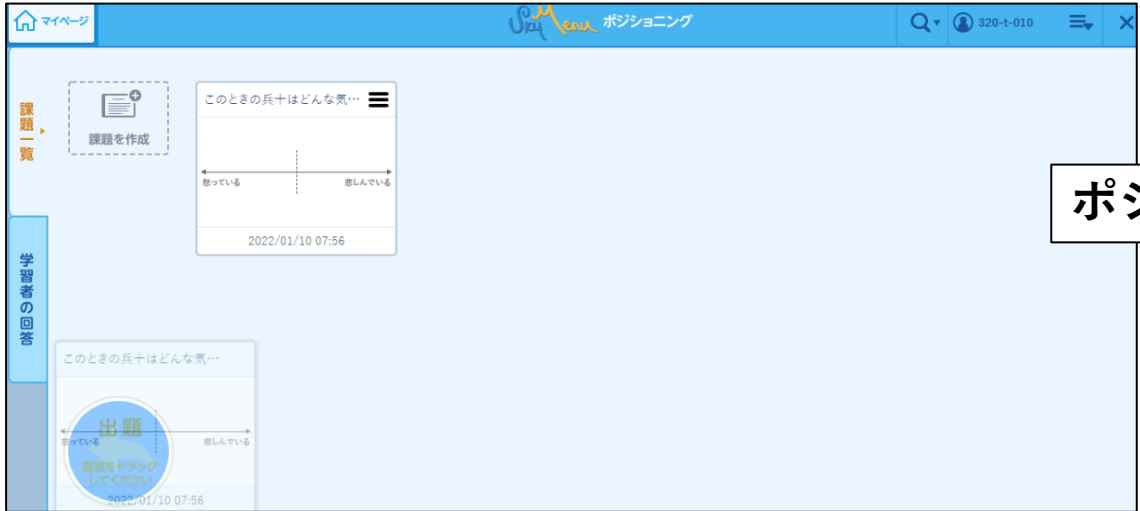 マイページ
SkyMenu ポジショニング
320-t-010
課題一覧
課題を作成
このときの兵十はどんな気…
怒っている
悲しんでいる
2022/01/10 07:56
ポジ
学習者の回答
このときの兵十はどんな気…
出題
怒っている
悲しんでいる
課題をドラッグ
してください
2022/01/10 07:56